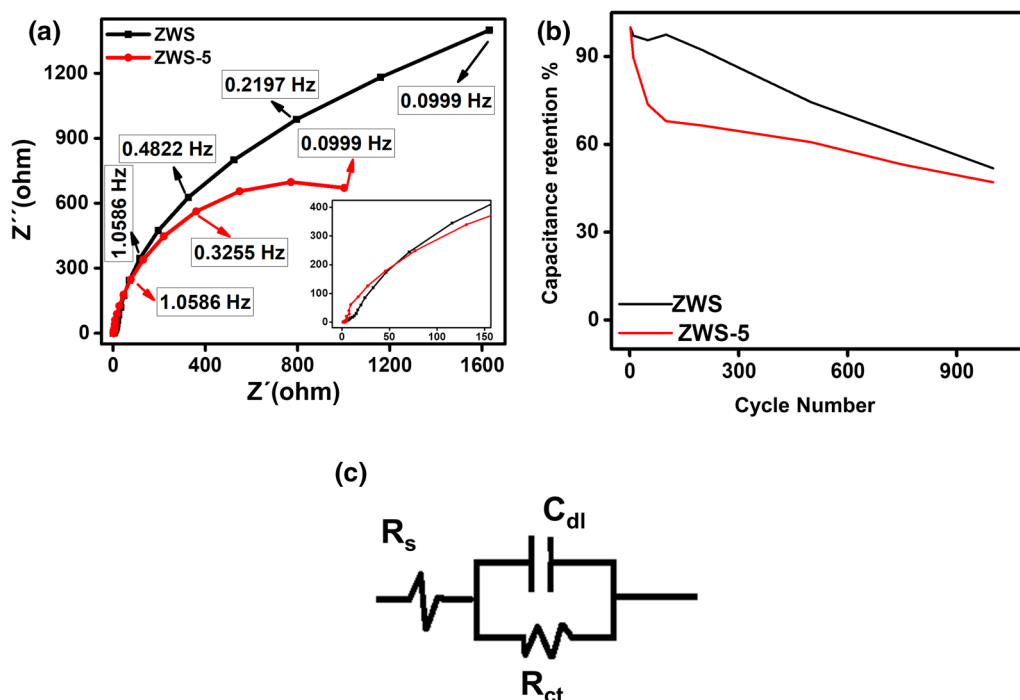 (a)
ZWS
ZWS-5
Z´´(ohm)
1200
900
600
300
0
0.2197 Hz
0.0999 Hz
0.4822 Hz
0.0999 Hz
1.0586 Hz
0.3255 Hz
1.0586 Hz
400
300
200
100
0
0 50 100 150
0 400 800 1200 1600
Z´(ohm)
(b)
Capacitance retention %
90
60
30
0
ZWS
ZWS-5
0 300 600 900
Cycle Number
(c)
Rs
Cdl
Rct